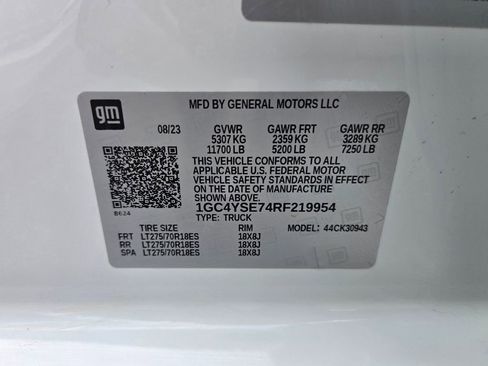 gm
MFD BY GENERAL MOTORS LLC
08/23 GVWR GAWR FRT GAWR RR
5307 KG 2359 KG 3289 KG
11700 LB 5200 LB 7250 LB
THIS VEHICLE CONFORMS TO ALL
APPLICABLE U.S. FEDERAL MOTOR
VEHICLE SAFETY STANDARDS IN EFFECT
ON THE DATE OF MANUFACTURE
SHOWN ABOVE.
B624
1GC4YSE74RF219954
TYPE: TRUCK
TIRE SIZE RIM MODEL: 44CK30943
FRT LT275/70R18ES 18X8J
RR LT275/70R18ES 18X8J
SPA LT275/70R18ES 18X8J